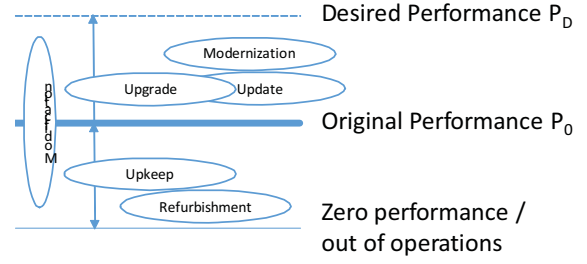 Desired Performance P_D
Modernization
Upgrade
Update
Modification
Original Performance P_0
Upkeep
Refurbishment
Zero performance /
out of operations